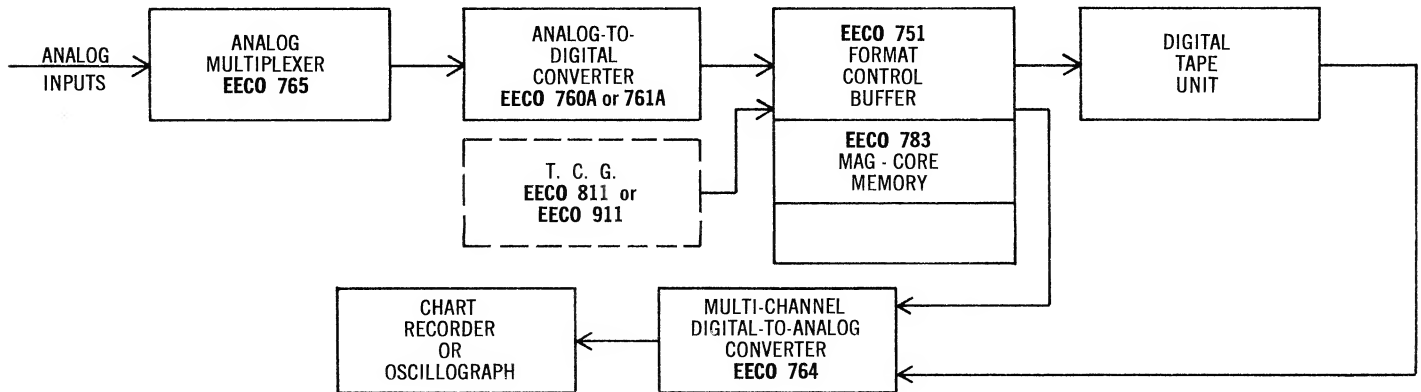 ANALOG
INPUTS
ANALOG
MULTIPLEXER
EECO 765
ANALOG-TO-
DIGITAL
CONVERTER
EECO 760A or 761A
T. C. G.
EECO 811 or
EECO 911
EECO 751
FORMAT
CONTROL
BUFFER
EECO 783
MAG - CORE
MEMORY
DIGITAL
TAPE
UNIT
CHART
RECORDER
OR
OSCILLOGRAPH
MULTI-CHANNEL
DIGITAL-TO-ANALOG
CONVERTER
EECO 764